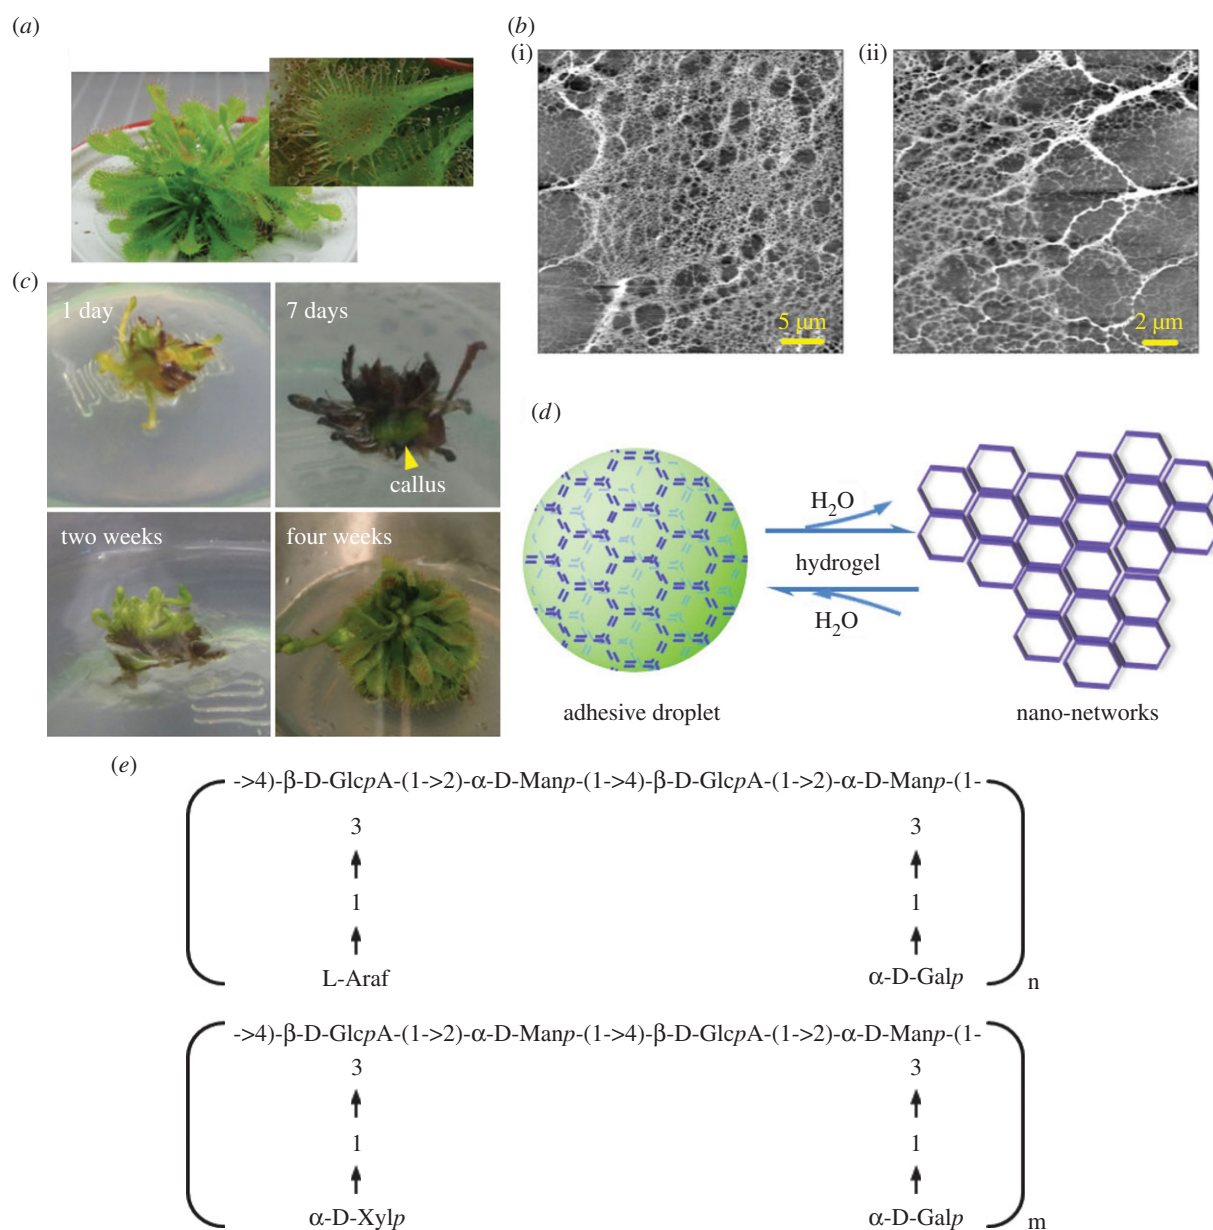 (a)
(b)
(i)
(ii)
5 µm
2 µm
(c)
1 day
7 days
callus
two weeks
four weeks
(d)
H2O
hydrogel
H2O
adhesive droplet
nano-networks
(e)
->4)-β-D-GlcpA-(1->2)-α-D-Manp-(1->4)-β-D-GlcpA-(1->2)-α-D-Manp-(1-
3 3
1 1
L-Araf α-D-Galp
n
->4)-β-D-GlcpA-(1->2)-α-D-Manp-(1->4)-β-D-GlcpA-(1->2)-α-D-Manp-(1-
3 3
1 1
α-D-Xylp α-D-Galp
m